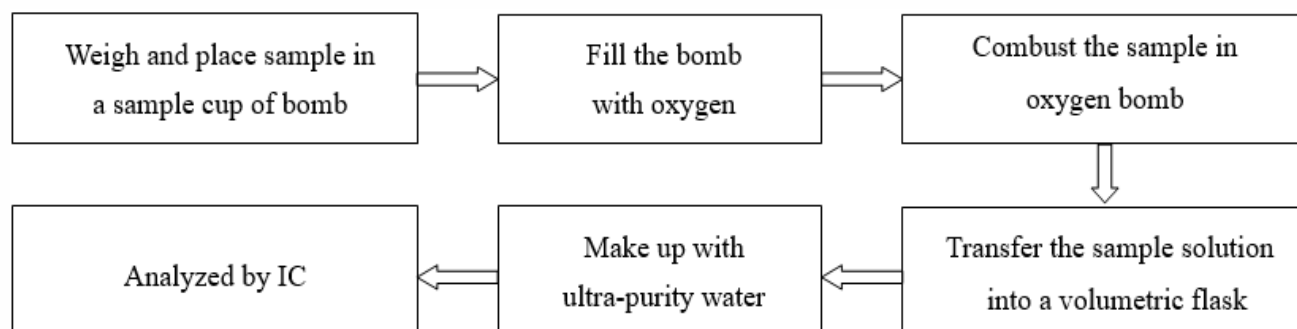 Weigh and place sample in
a sample cup of bomb
Fill the bomb
with oxygen
Combust the sample in
oxygen bomb
Transfer the sample solution
into a volumetric flask
Make up with
ultra-purity water
Analyzed by IC